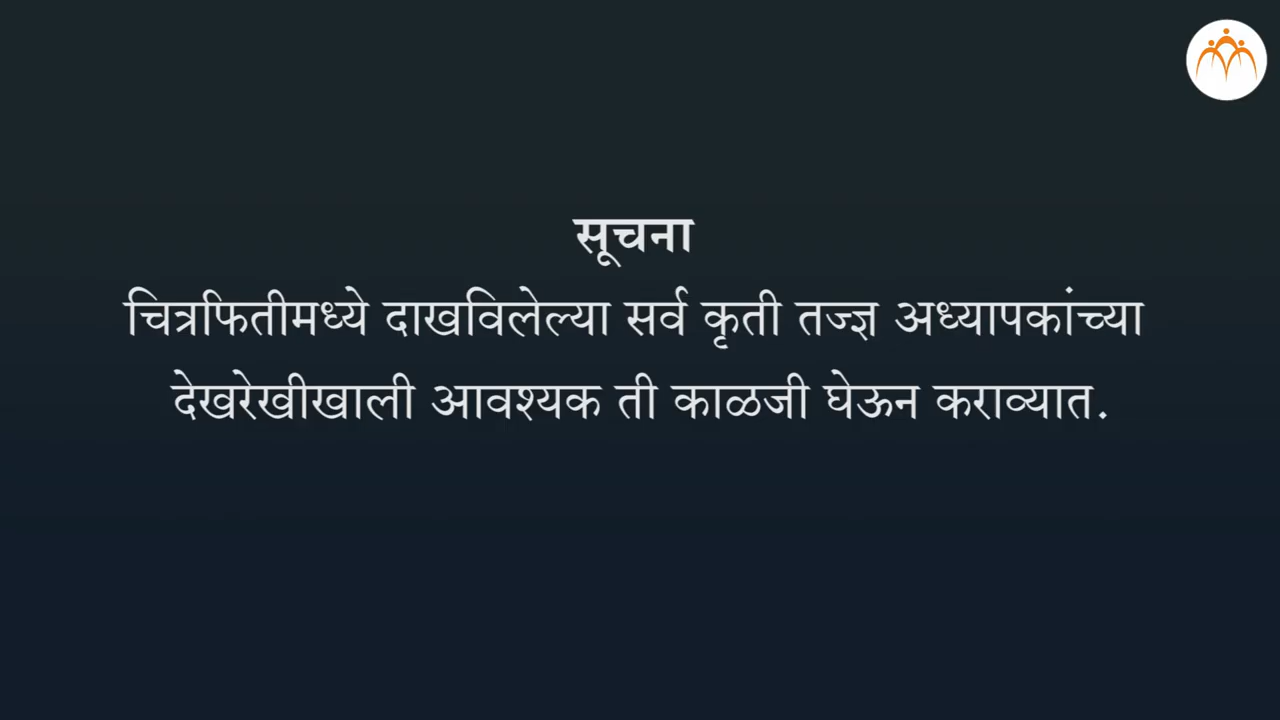 सूचना
चित्रफितीमध्ये दाखविलेल्या सर्व कृती तज्ज्ञ अध्यापकांच्या
देखरेखीखाली आवश्यक ती काळजी घेऊन कराव्यात.